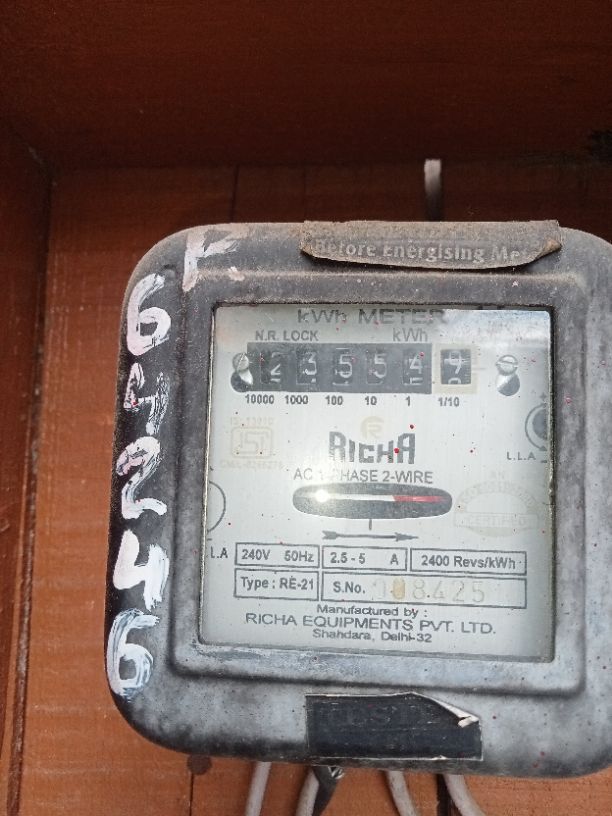 Before Energising Me
kWh METER
N.R. LOCK kWh
2 3 5 5 4 9
10000 1000 100 10 1 1/10
RICHA
AC 1-PHASE 2-WIRE
L.L.A
L.A
240V 50Hz 2.5 - 5 A 2400 Revs/kWh
Type : RE-21 S.No. 008425
Manufactured by :
RICHA EQUIPMENTS PVT. LTD.
Shahdara, Delhi-32